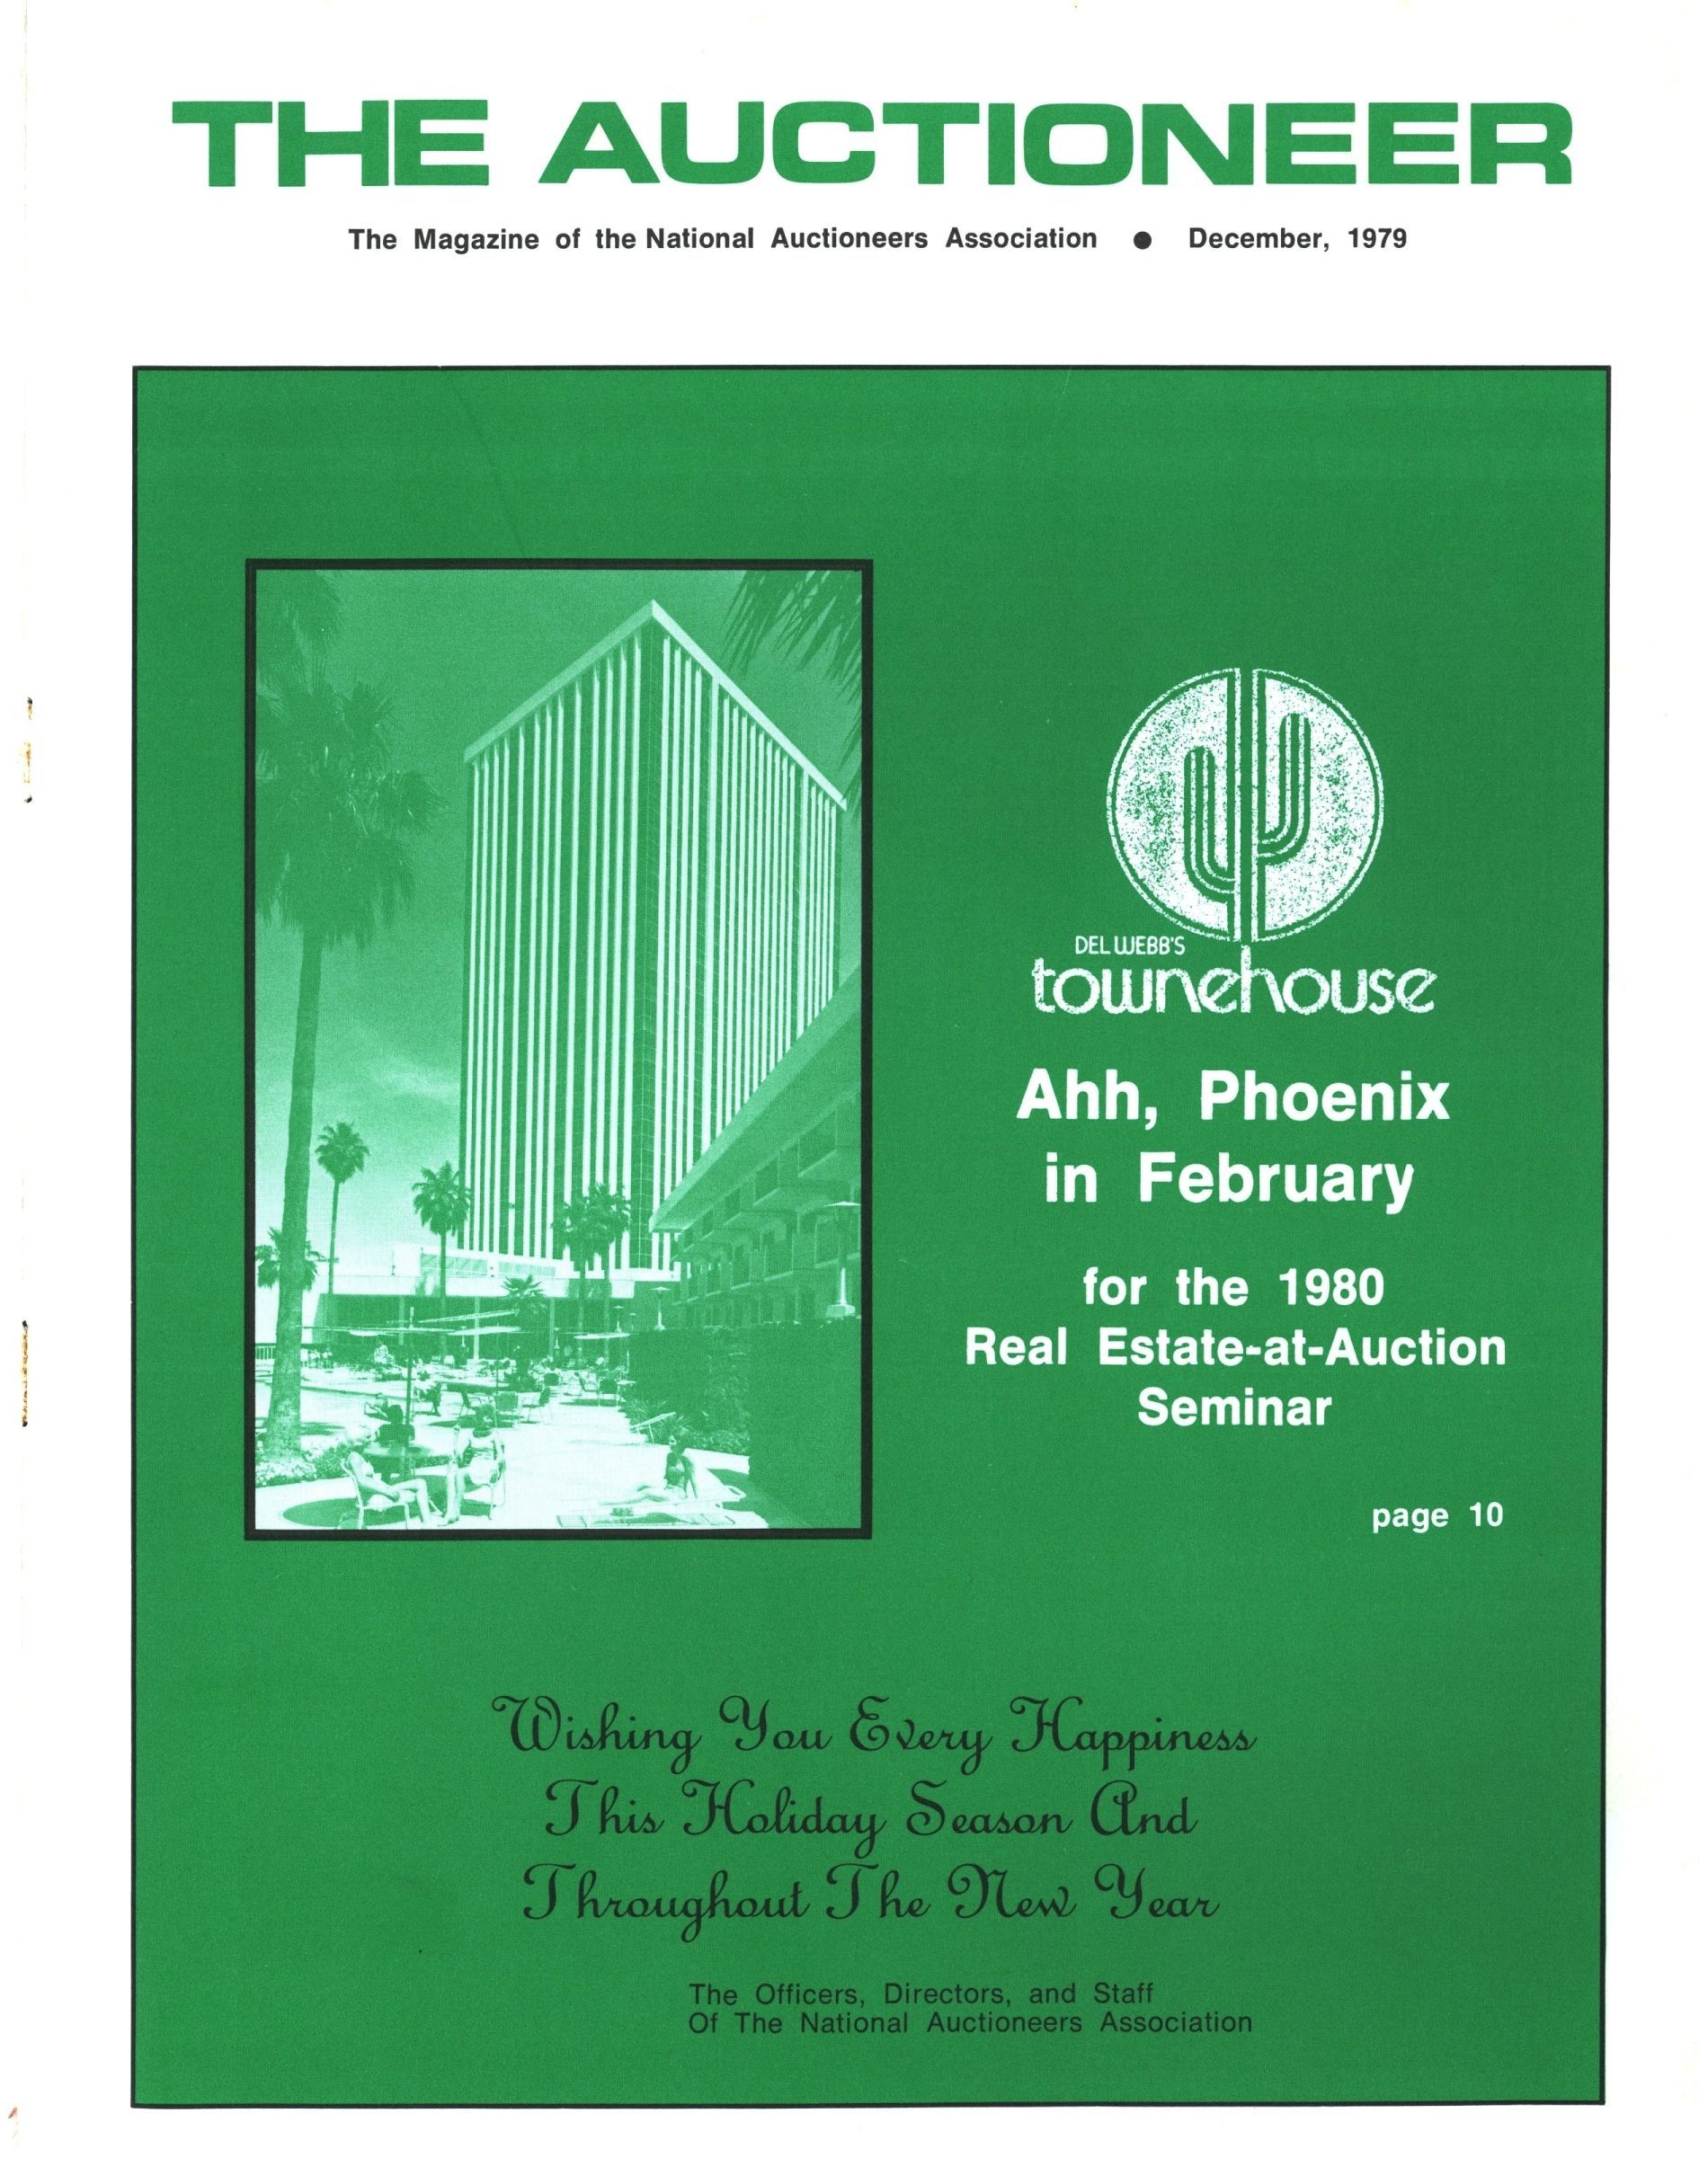 THE AUCTIONEER
The Magazine of the National Auctioneers Association ● December, 1979
DEL WEBB'S
townehouse
Ahh, Phoenix
in February
for the 1980
Real Estate-at-Auction
Seminar
page 10
Wishing You Every Happiness
This Holiday Season And
Throughout The New Year
The Officers, Directors, and Staff
Of The National Auctioneers Association